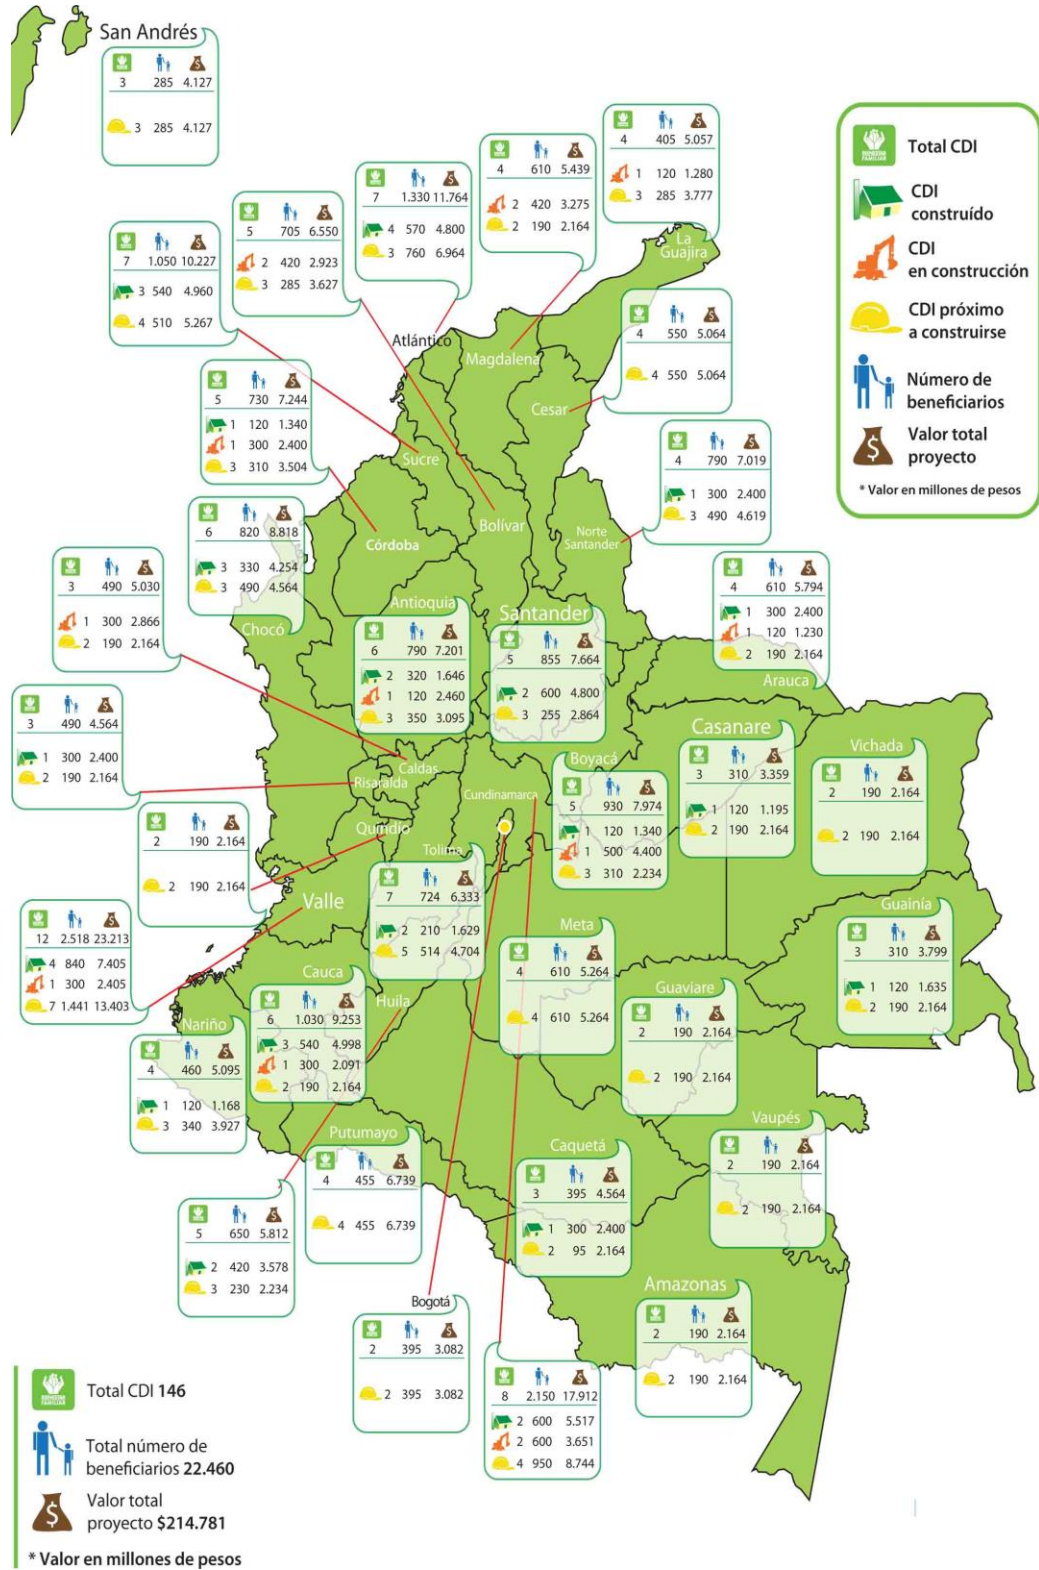 San Andrés
3 285 4.127
3 285 4.127
4 405 5.057
1 120 1.280
3 285 3.777
La Guajira
4 610 5.439
2 420 3.275
2 190 2.164
Magdalena
7 1.330 11.764
4 570 4.800
3 760 6.964
Atlántico
5 705 6.550
2 420 2.923
3 285 3.627
Bolívar
7 1.050 10.227
3 540 4.960
4 510 5.267
Sucre
4 550 5.064
4 550 5.064
Cesar
5 730 7.244
1 120 1.340
1 300 2.400
3 310 3.504
Córdoba
4 790 7.019
1 300 2.400
3 490 4.619
Norte
Santander
6 820 8.818
3 330 4.254
3 490 4.564
Chocó
3 490 5.030
1 300 2.866
2 190 2.164
Caldas
Antioquia
6 790 7.201
2 320 1.646
1 120 2.460
3 350 3.095
Santander
5 855 7.664
2 600 4.800
3 255 2.864
4 610 5.794
1 300 2.400
1 120 1.230
2 190 2.164
Arauca
3 490 4.564
1 300 2.400
2 190 2.164
Risaralda
Casanare
3 310 3.359
1 120 1.195
2 190 2.164
Vichada
2 190 2.164
2 190 2.164
Boyacá
5 930 7.974
1 120 1.340
1 500 4.400
3 310 2.234
Cundinamarca
2 190 2.164
2 190 2.164
Quindío
Tolima
7 724 6.333
2 210 1.629
5 514 4.704
Valle
12 2.518 23.213
4 840 7.405
1 300 2.405
7 1.441 13.403
Meta
4 610 5.264
4 610 5.264
Guainía
3 310 3.799
1 120 1.635
2 190 2.164
Cauca
6 1.030 9.253
3 540 4.998
1 300 2.091
2 190 2.164
Huila
Guaviare
2 190 2.164
2 190 2.164
Nariño
4 460 5.095
1 120 1.168
3 340 3.927
Putumayo
4 455 6.739
4 455 6.739
Caquetá
3 395 4.564
1 300 2.400
2 95 2.164
Vaupés
2 190 2.164
2 190 2.164
5 650 5.812
2 420 3.578
3 230 2.234
Bogotá
2 395 3.082
2 395 3.082
Amazonas
2 190 2.164
2 190 2.164
8 2.150 17.912
2 600 5.517
2 600 3.651
4 950 8.744
Total CDI
CDI
construído
CDI
en construcción
CDI próximo
a construirse
Número de
beneficiarios
Valor total
proyecto
* Valor en millones de pesos
Total CDI 146
Total número de
beneficiarios 22.460
Valor total
proyecto $214.781
* Valor en millones de pesos